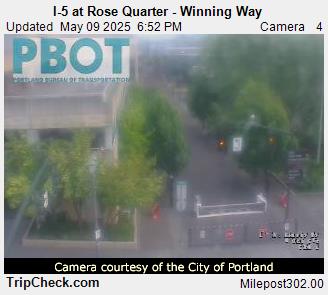 I-5 at Rose Quarter - Winning Way
Updated May 09 2025 6:52 PM Camera 4
PBOT
PORTLAND BUREAU OF TRANSPORTATION
Camera courtesy of the City of Portland
TripCheck.com Milepost302.00